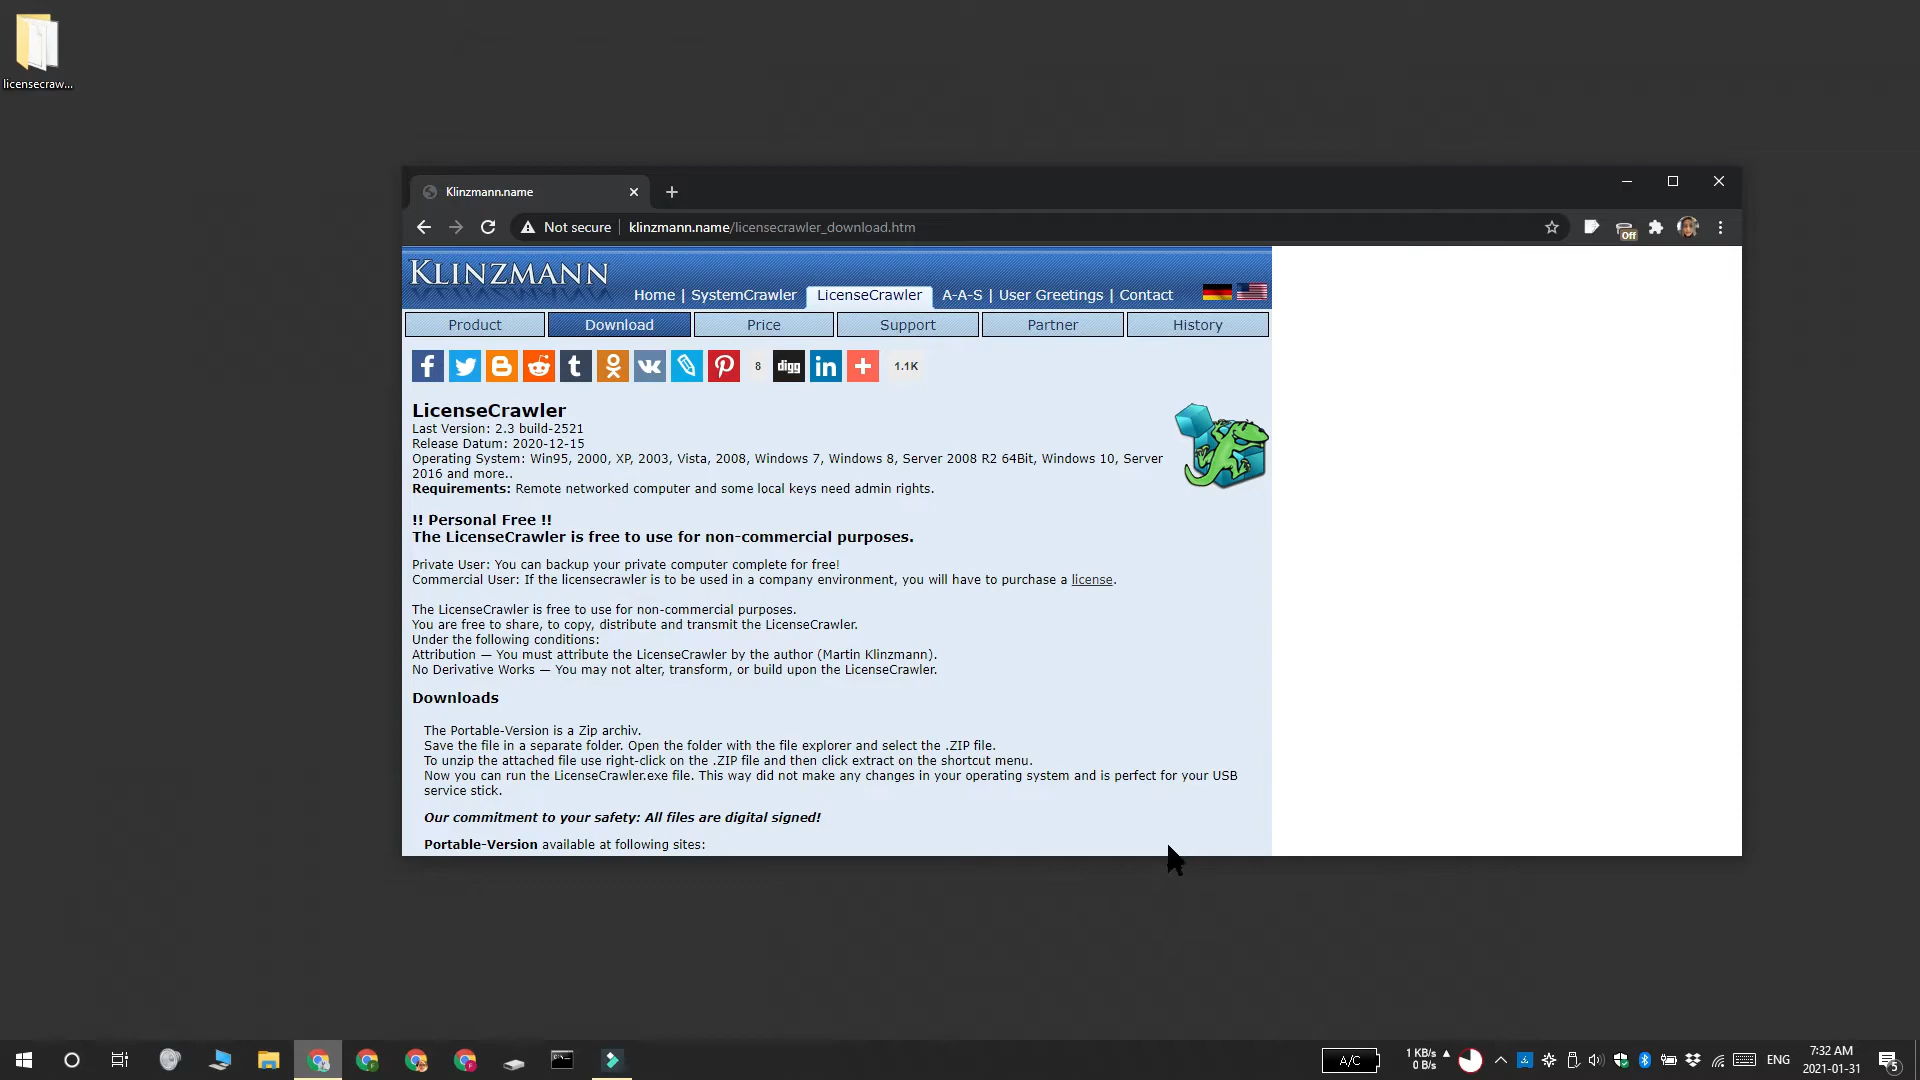 licensecraw...
Klinzmann.name
Not secure
klinzmann.name/licensecrawler_download.htm
Off
KLINZMANN
Home | SystemCrawler LicenseCrawler A-A-S | User Greetings | Contact
Product Download Price Support Partner History
8 digg in 1.1K
LicenseCrawler
Last Version: 2.3 build-2521
Release Datum: 2020-12-15
Operating System: Win95, 2000, XP, 2003, Vista, 2008, Windows 7, Windows 8, Server 2008 R2 64Bit, Windows 10, Server
2016 and more..
Requirements: Remote networked computer and some local keys need admin rights.
!! Personal Free !!
The LicenseCrawler is free to use for non-commercial purposes.
Private User: You can backup your private computer complete for free!
Commercial User: If the licensecrawler is to be used in a company environment, you will have to purchase a license.
The LicenseCrawler is free to use for non-commercial purposes.
You are free to share, to copy, distribute and transmit the LicenseCrawler.
Under the following conditions:
Attribution — You must attribute the LicenseCrawler by the author (Martin Klinzmann).
No Derivative Works — You may not alter, transform, or build upon the LicenseCrawler.
Downloads
The Portable-Version is a Zip archiv.
Save the file in a separate folder. Open the folder with the file explorer and select the .ZIP file.
To unzip the attached file use right-click on the .ZIP file and then click extract on the shortcut menu.
Now you can run the LicenseCrawler.exe file. This way did not make any changes in your operating system and is perfect for your USB
service stick.
Our commitment to your safety: All files are digital signed!
Portable-Version available at following sites:
A/C
1 KB/s
0 B/s
ENG
7:32 AM
2021-01-31
5